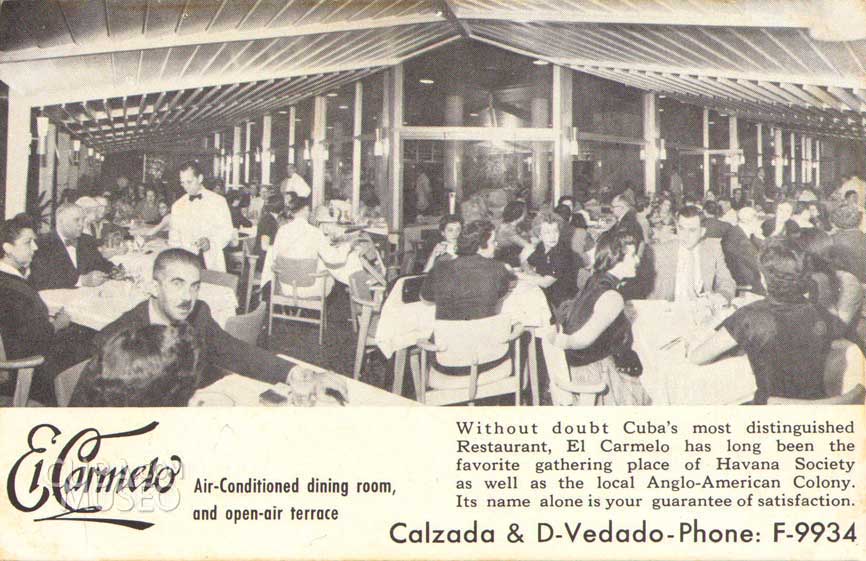 El Carmelo
CUBAN MUSEO
Air-Conditioned dining room,
and open-air terrace
Without doubt Cuba's most distinguished
Restaurant, El Carmelo has long been the
favorite gathering place of Havana Society
as well as the local Anglo-American Colony.
Its name alone is your guarantee of satisfaction.
Calzada & D-Vedado-Phone: F-9934